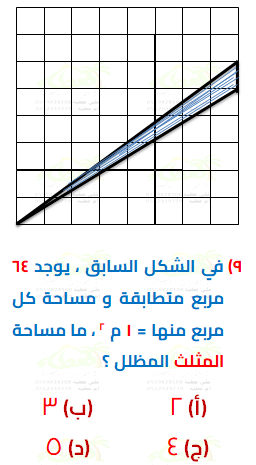 ٩) في الشكل السابق ، يوجد ٦٤
مربع متطابقة و مساحة كل
مربع منها = ١ م ٢ ، ما مساحة
المثلث المظلل ؟
(أ) ٢ (ب) ٣
(ج) ٤ (د) ٥